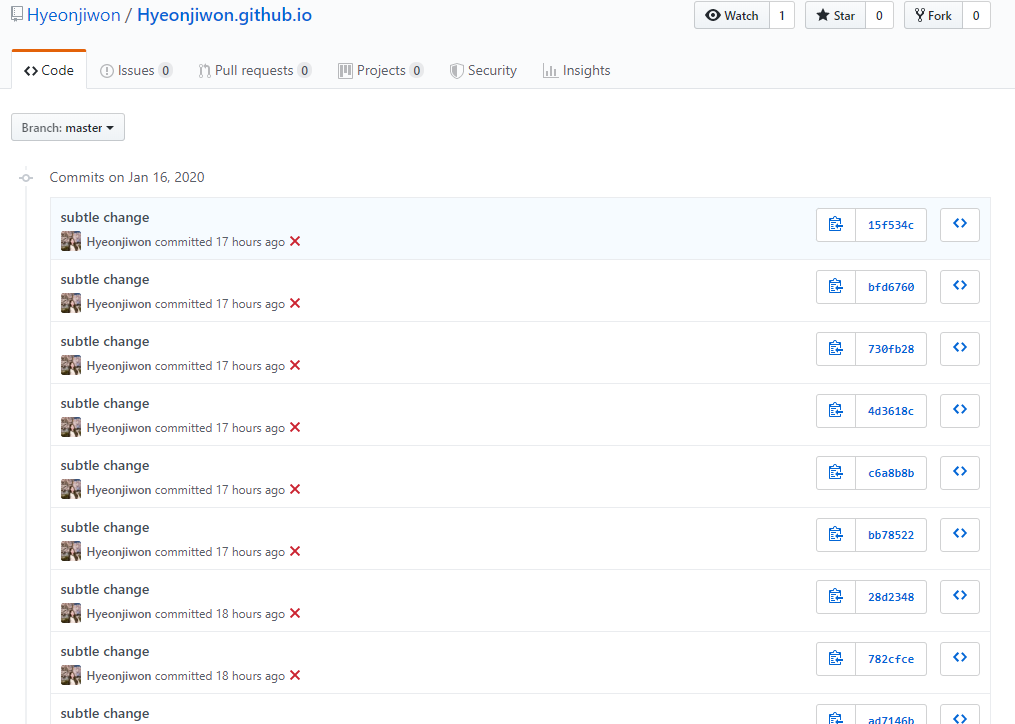 Hyeonjiwon / Hyeonjiwon.github.io
Watch 1 Star 0 Fork 0
Code Issues 0 Pull requests 0 Projects 0 Security Insights
Branch: master
Commits on Jan 16, 2020
subtle change
Hyeonjiwon committed 17 hours ago
15f534c
subtle change
Hyeonjiwon committed 17 hours ago
bfd6760
subtle change
Hyeonjiwon committed 17 hours ago
730fb28
subtle change
Hyeonjiwon committed 17 hours ago
4d3618c
subtle change
Hyeonjiwon committed 17 hours ago
c6a8b8b
subtle change
Hyeonjiwon committed 17 hours ago
bb78522
subtle change
Hyeonjiwon committed 18 hours ago
28d2348
subtle change
Hyeonjiwon committed 18 hours ago
782cfce
subtle change
ad7146b